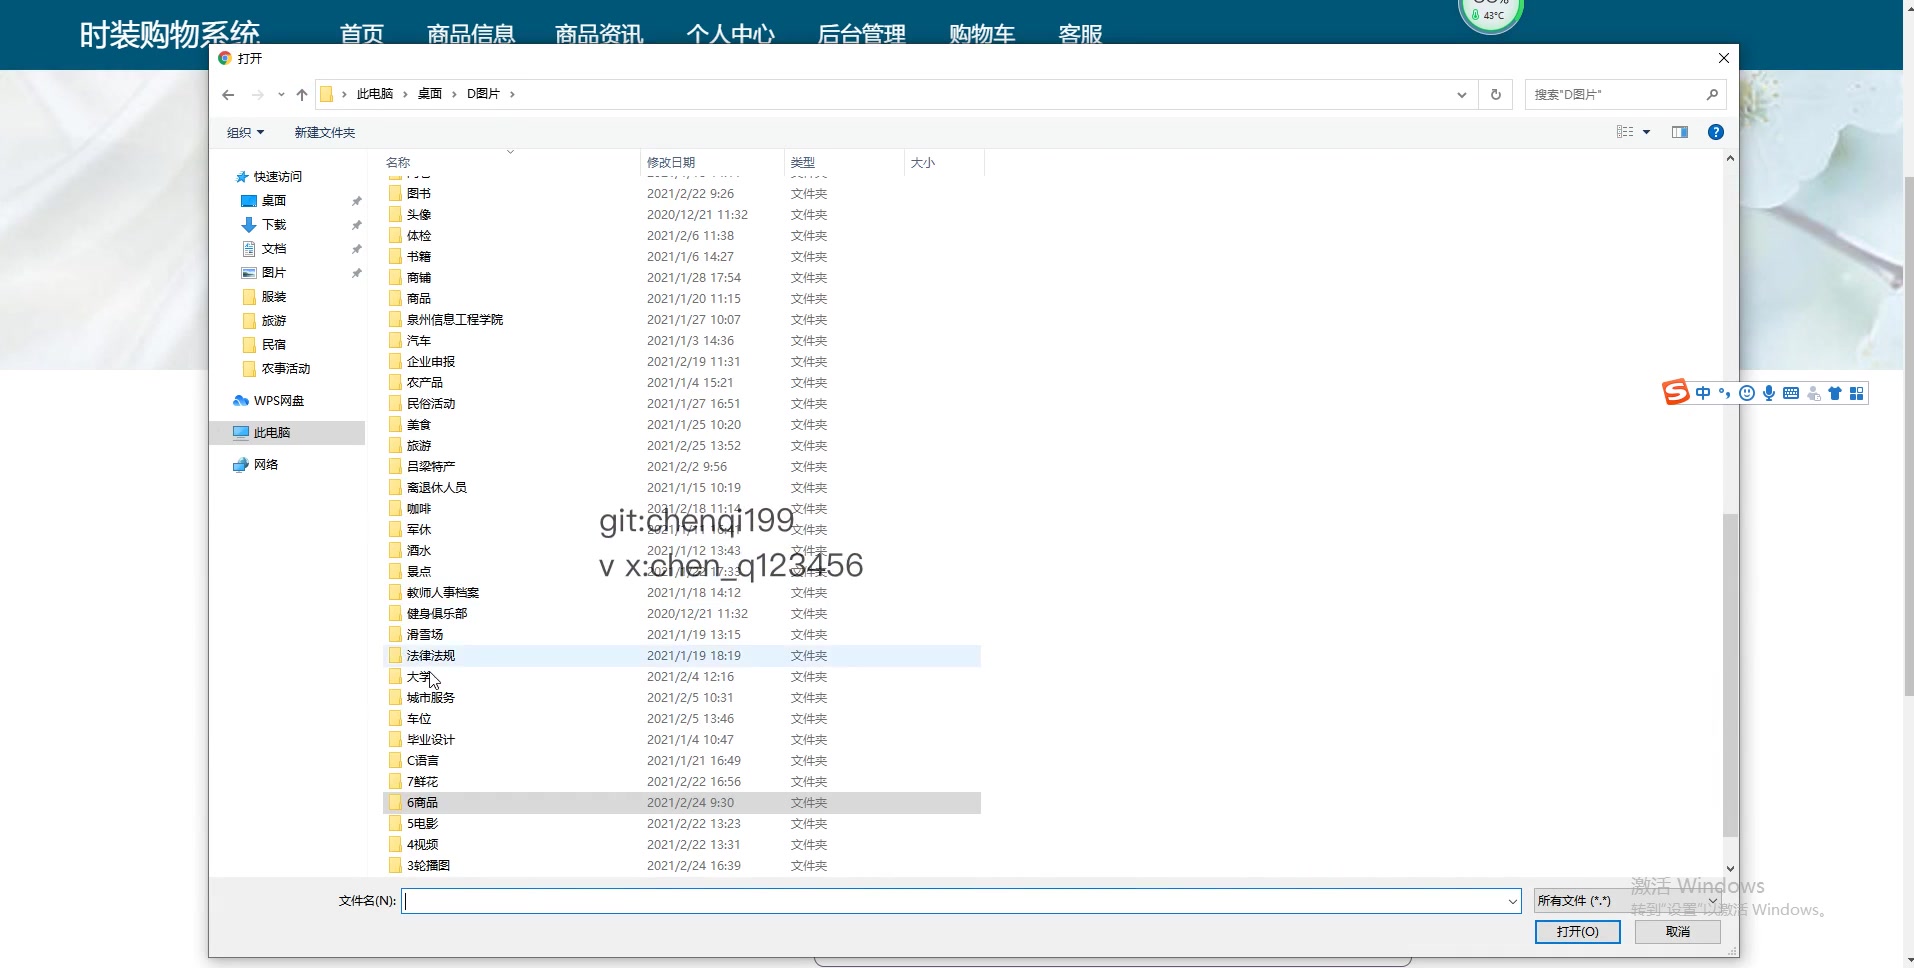 时装购物系统 首页 商品信息 商品资讯 个人中心 后台管理 购物车 客服
43°C
打开
此电脑 › 桌面 › D图片 ›
搜索"D图片"
组织 新建文件夹
名称 修改日期 类型 大小
快速访问
桌面
下载
文档
图片
服装
旅游
民宿
农事活动
WPS网盘
此电脑
网络
图书 2021/2/22 9:26 文件夹
头像 2020/12/21 11:32 文件夹
体检 2021/2/6 11:38 文件夹
书籍 2021/1/6 14:27 文件夹
商铺 2021/1/28 17:54 文件夹
商品 2021/1/20 11:15 文件夹
泉州信息工程学院 2021/1/27 10:07 文件夹
汽车 2021/1/3 14:36 文件夹
企业申报 2021/2/19 11:31 文件夹
农产品 2021/1/4 15:21 文件夹
民俗活动 2021/1/27 16:51 文件夹
美食 2021/1/25 10:20 文件夹
旅游 2021/2/25 13:52 文件夹
吕梁特产 2021/2/2 9:56 文件夹
离退休人员 2021/1/15 10:19 文件夹
咖啡 2021/2/18 11:14 文件夹
git:chenqi199
军休 2021/1/11 16:41 文件夹
酒水 2021/1/12 13:43 文件夹
v x:chen_q123456
景点 17:33 文件夹
教师人事档案 2021/1/18 14:12 文件夹
健身俱乐部 2020/12/21 11:32 文件夹
滑雪场 2021/1/19 13:15 文件夹
法律法规 2021/1/19 18:19 文件夹
大学 2021/2/4 12:16 文件夹
城市服务 2021/2/5 10:31 文件夹
车位 2021/2/5 13:46 文件夹
毕业设计 2021/1/4 10:47 文件夹
C语言 2021/1/21 16:49 文件夹
7鲜花 2021/2/22 16:56 文件夹
6商品 2021/2/24 9:30 文件夹
5电影 2021/2/22 13:23 文件夹
4视频 2021/2/22 13:31 文件夹
3轮播图 2021/2/24 16:39 文件夹
中
文件名(N): 所有文件 (*.*)
激活 Windows
转到"设置"以激活 Windows。
打开(O) 取消